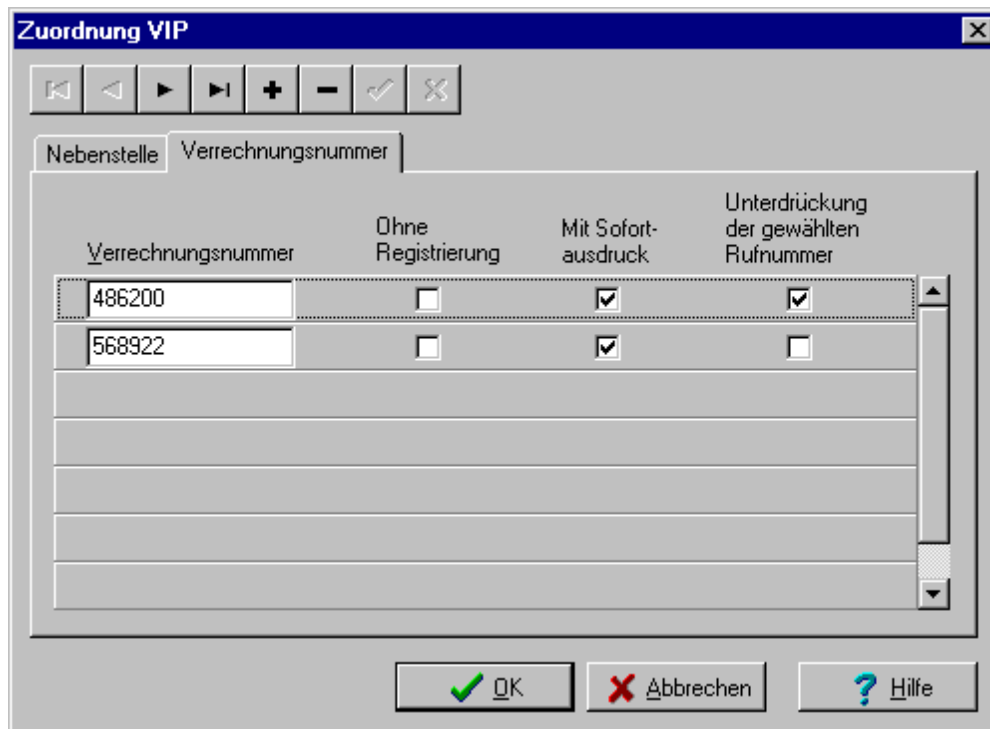 Zuordnung VIP
Nebenstelle Verrechnungsnummer
Verrechnungsnummer
Ohne
Registrierung
Mit Sofort-
ausdruck
Unterdrückung
der gewählten
Rufnummer
486200
568922
OK Abbrechen Hilfe